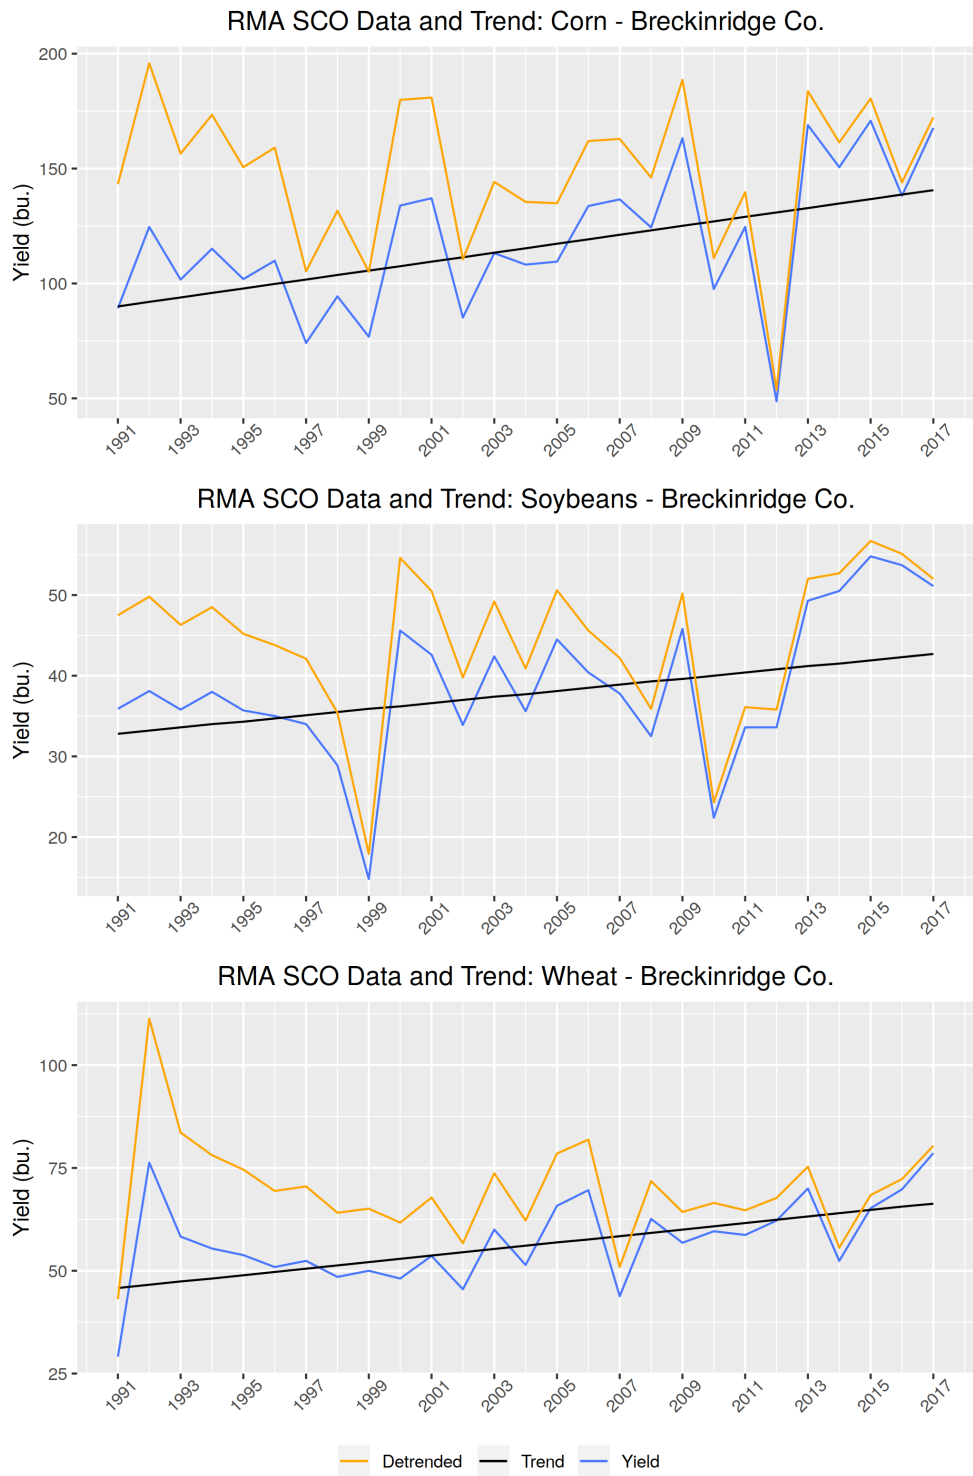 RMA SCO Data and Trend: Corn - Breckinridge Co.
Yield (bu.)
200
150
100
50
1991 1993 1995 1997 1999 2001 2003 2005 2007 2009 2011 2013 2015 2017
RMA SCO Data and Trend: Soybeans - Breckinridge Co.
Yield (bu.)
50
40
30
20
1991 1993 1995 1997 1999 2001 2003 2005 2007 2009 2011 2013 2015 2017
RMA SCO Data and Trend: Wheat - Breckinridge Co.
Yield (bu.)
100
75
50
25
1991 1993 1995 1997 1999 2001 2003 2005 2007 2009 2011 2013 2015 2017
Detrended Trend Yield